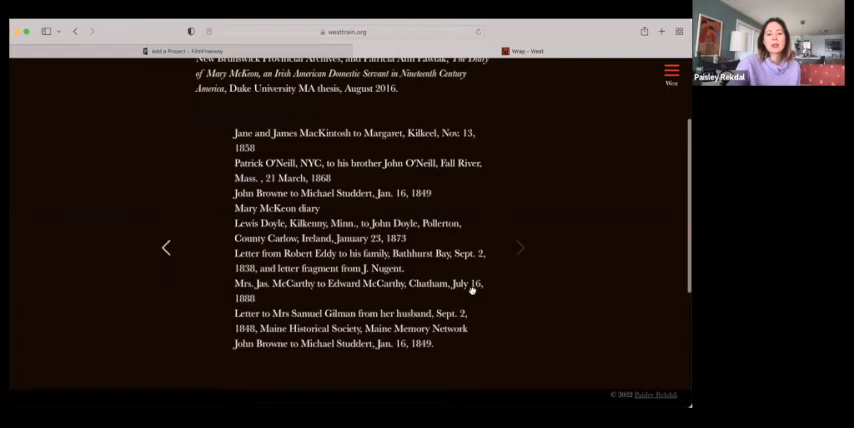 westtrain.org
Add a Project – FilmFreeway
Wrap – West
New Brunswick Provincial Archives, and Patricia Ann Pawlak, The Diary
of Mary McKeon, an Irish American Domestic Servant in Nineteenth Century
America, Duke University MA thesis, August 2016.
West
Jane and James MacKintosh to Margaret, Kilkeel, Nov. 13,
1858
Patrick O'Neill, NYC, to his brother John O'Neill, Fall River,
Mass. , 21 March, 1868
John Browne to Michael Studdert, Jan. 16, 1849
Mary McKeon diary
Lewis Doyle, Kilkenny, Minn., to John Doyle, Pollerton,
County Carlow, Ireland, January 23, 1873
Letter from Robert Eddy to his family, Bathhurst Bay, Sept. 2,
1838, and letter fragment from J. Nugent.
Mrs. Jas. McCarthy to Edward McCarthy, Chatham, July 16,
1888
Letter to Mrs Samuel Gilman from her husband, Sept. 2,
1848, Maine Historical Society, Maine Memory Network
John Browne to Michael Studdert, Jan. 16, 1849.
© 2022 Paisley Rekdal.
Paisley Rekdal